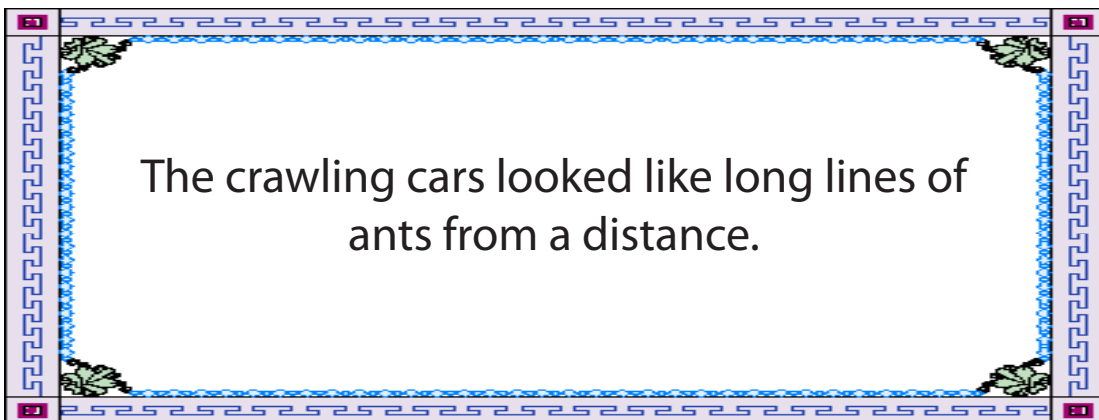 The crawling cars looked like long lines of
ants from a distance.